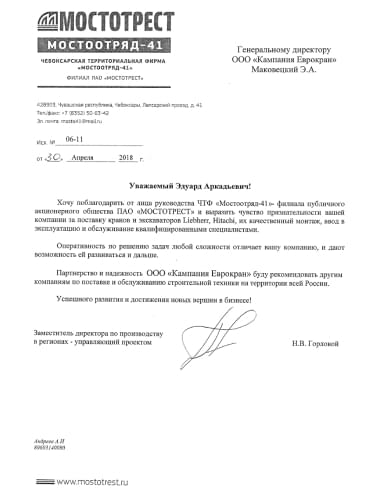 МОСТОТРЕСТ
МОСТООТРЯД-41
ЧЕБОКСАРСКАЯ ТЕРРИТОРИАЛЬНАЯ ФИРМА
«МОСТООТРЯД-41»
ФИЛИАЛ ПАО «МОСТОТРЕСТ»
Генеральному директору
ООО «Кампания Еврокран»
Маковецкий Э.А.
428903, Чувашская республика, Чебоксары, Лапсарский проезд, д. 41
Тел./факс: +7 (8352) 50-63-42
Эл. почта: mosto41@mail.ru
Исх. № 06-11
от «30» Апреля 2018 г.
Уважаемый Эдуард Аркадьевич!
Хочу поблагодарить от лица руководства ЧТФ «Мостоотряд-41»- филиала публичного
акционерного общества ПАО «МОСТОТРЕСТ» и выразить чувство признательности вашей
компании за поставку кранов и экскаваторов Liebherr, Hitachi, их качественный монтаж, ввод в
эксплуатацию и обслуживание квалифицированными специалистами.
Оперативность по решению задач любой сложности отличает вашу компанию, и дают
возможность ей развиваться и дальше.
Партнерство и надежность ООО «Кампания Еврокран» буду рекомендовать другим
компаниям по поставке и обслуживанию строительной техники на территории всей России.
Успешного развития и достижения новых вершин в бизнесе!
Заместитель директора по производству
в регионах - управляющий проектом
Н.В. Горховой
Андреев А.И
89603140080
www.mostotrest.ru